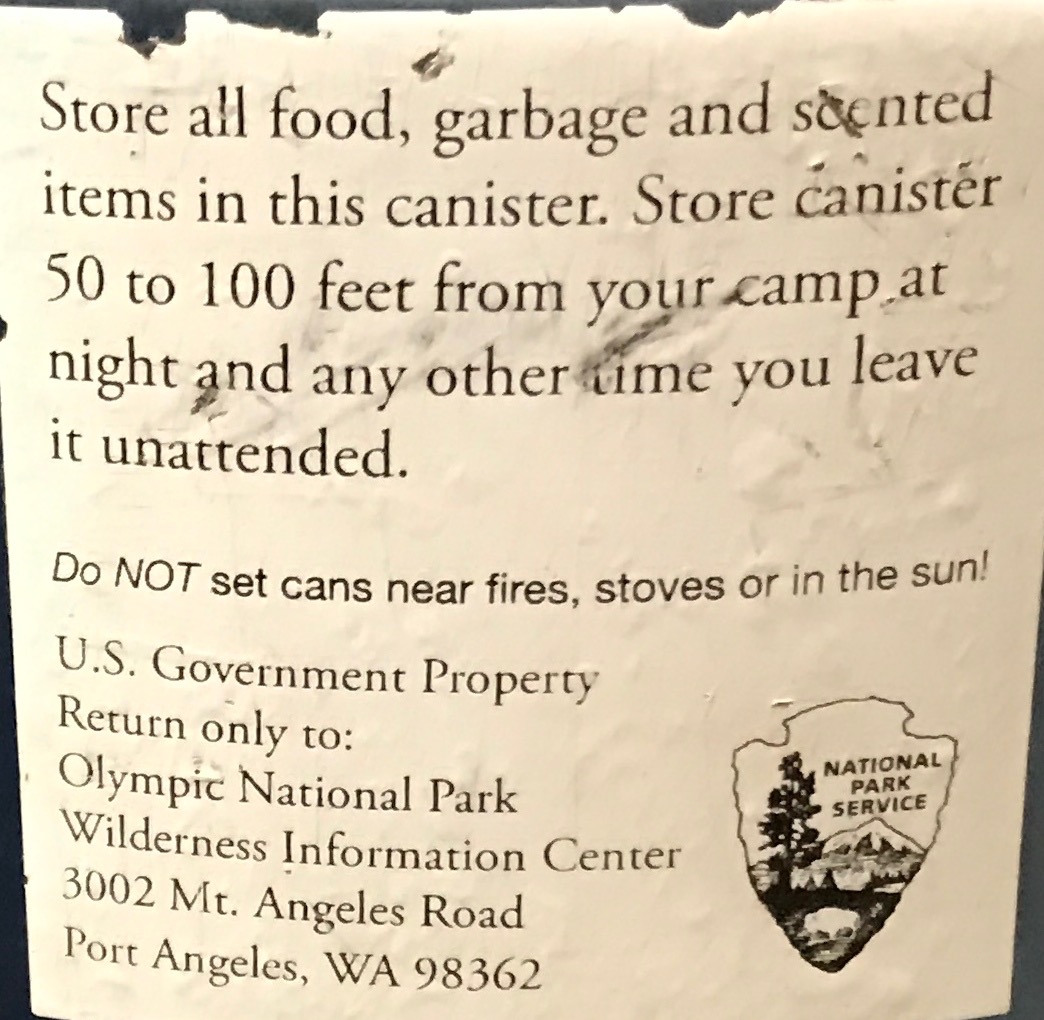 Store all food, garbage and scented
items in this canister. Store canister
50 to 100 feet from your camp at
night and any other time you leave
it unattended.
Do NOT set cans near fires, stoves or in the sun!
U.S. Government Property
Return only to:
Olympic National Park
Wilderness Information Center
3002 Mt. Angeles Road
Port Angeles, WA 98362
NATIONAL
PARK
SERVICE